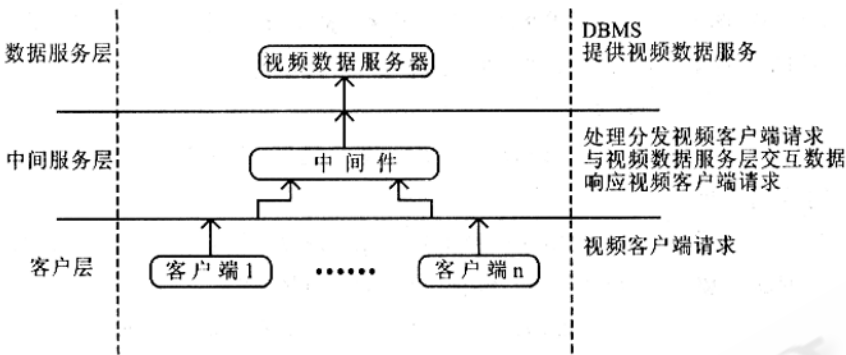 数据服务层
视频数据服务器
DBMS
提供视频数据服务
中间服务层
中间件
处理分发视频客户端请求
与视频数据服务层交互数据
响应视频客户端请求
客户层
客户端1
••••••
客户端n
视频客户端请求